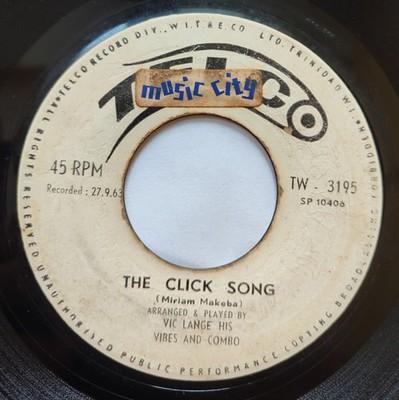 TELCO RECORD DIV., W.I.T. & E. CO. LTD. TRINIDAD W.I.
ALL RIGHTS RESERVED UNAUTHORISED PUBLIC PERFORMANCE COPYING BROADCASTING
FORBIDDEN
TELCO
music city
45 RPM
TW - 3195
Recorded: 27.9.63
SP 10406
THE CLICK SONG
(Miriam Makeba)
ARRANGED & PLAYED BY
VIC LANGE HIS
VIBES AND COMBO